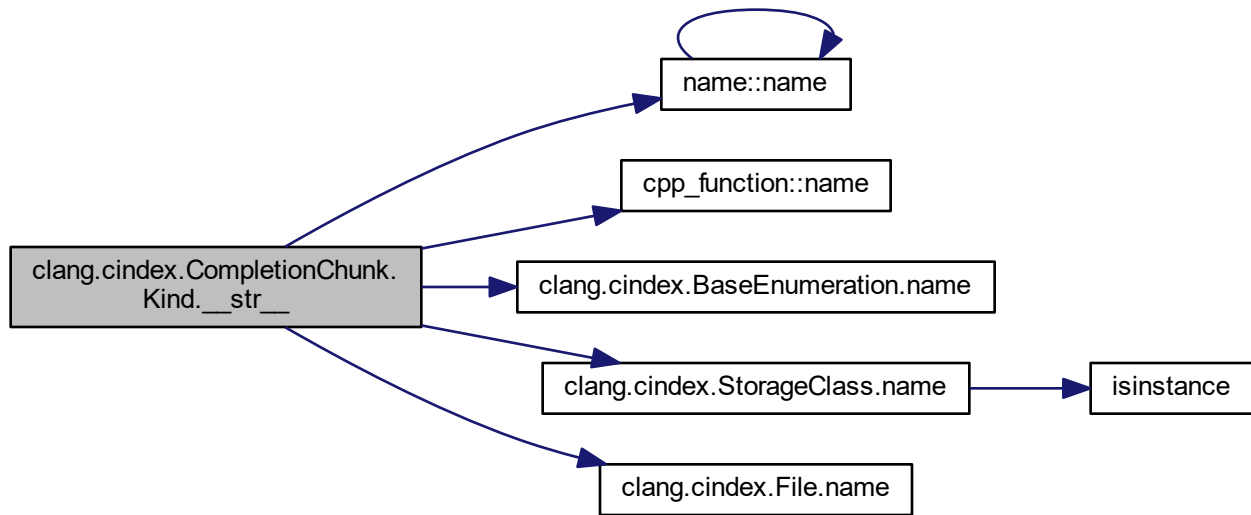 name::name
cpp_function::name
clang.cindex.CompletionChunk.
Kind.__str__
clang.cindex.BaseEnumeration.name
clang.cindex.StorageClass.name
isinstance
clang.cindex.File.name